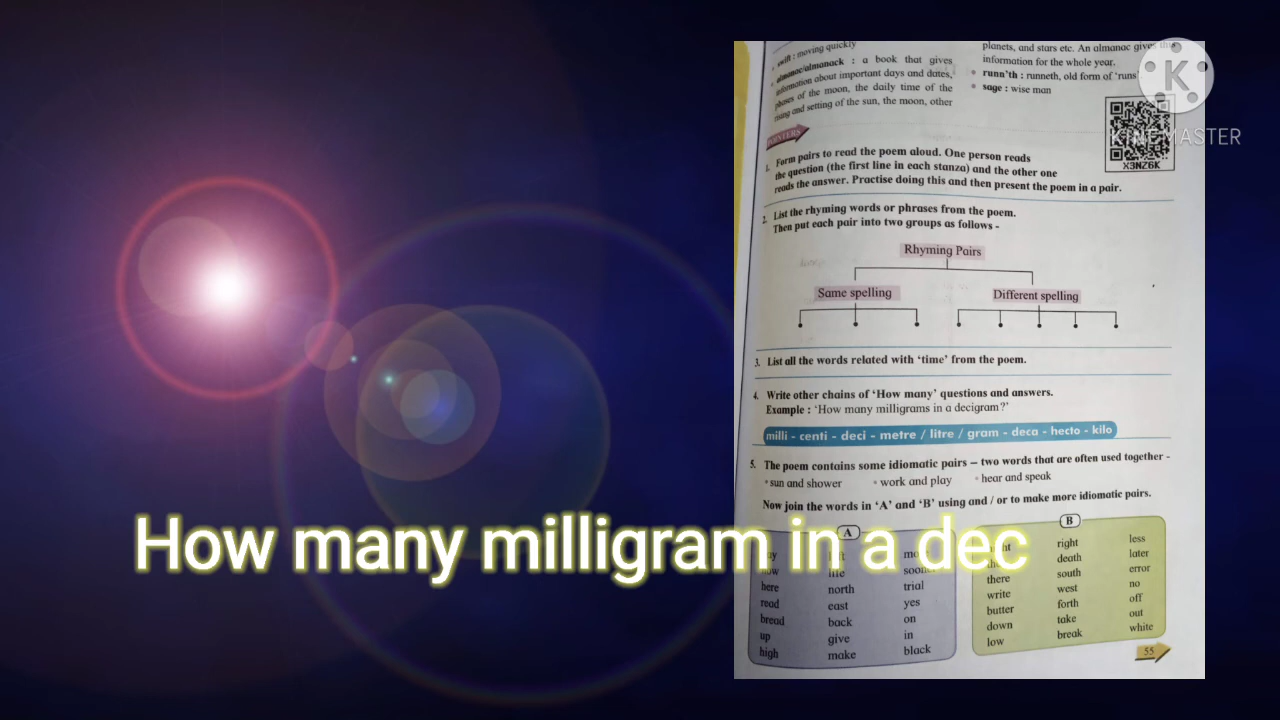 swift : moving quickly
almanac/almanack : a book that gives
information about important days and dates,
phases of the moon, the daily time of the
rising and setting of the sun, the moon, other
planets, and stars etc. An almanac gives this
information for the whole year.
runn'th : runneth, old form of 'runs'
sage : wise man
KINEMASTER
X3NZ6K
POINTERS
1. Form pairs to read the poem aloud. One person reads
the question (the first line in each stanza) and the other one
reads the answer. Practise doing this and then present the poem in a pair.
2. List the rhyming words or phrases from the poem.
Then put each pair into two groups as follows -
Rhyming Pairs
Same spelling Different spelling
3. List all the words related with 'time' from the poem.
4. Write other chains of 'How many' questions and answers.
Example : 'How many milligrams in a decigram?'
milli - centi - deci - metre / litre / gram - deca - hecto - kilo
5. The poem contains some idiomatic pairs – two words that are often used together -
* sun and shower * work and play * hear and speak
Now join the words in 'A' and 'B' using and / or to make more idiomatic pairs.
How many milligram in a dec
A
life
here north trial
read east yes
bread back on
up give in
high make black
B
right less
death later
there south error
write west no
butter forth off
down take out
low break white
55